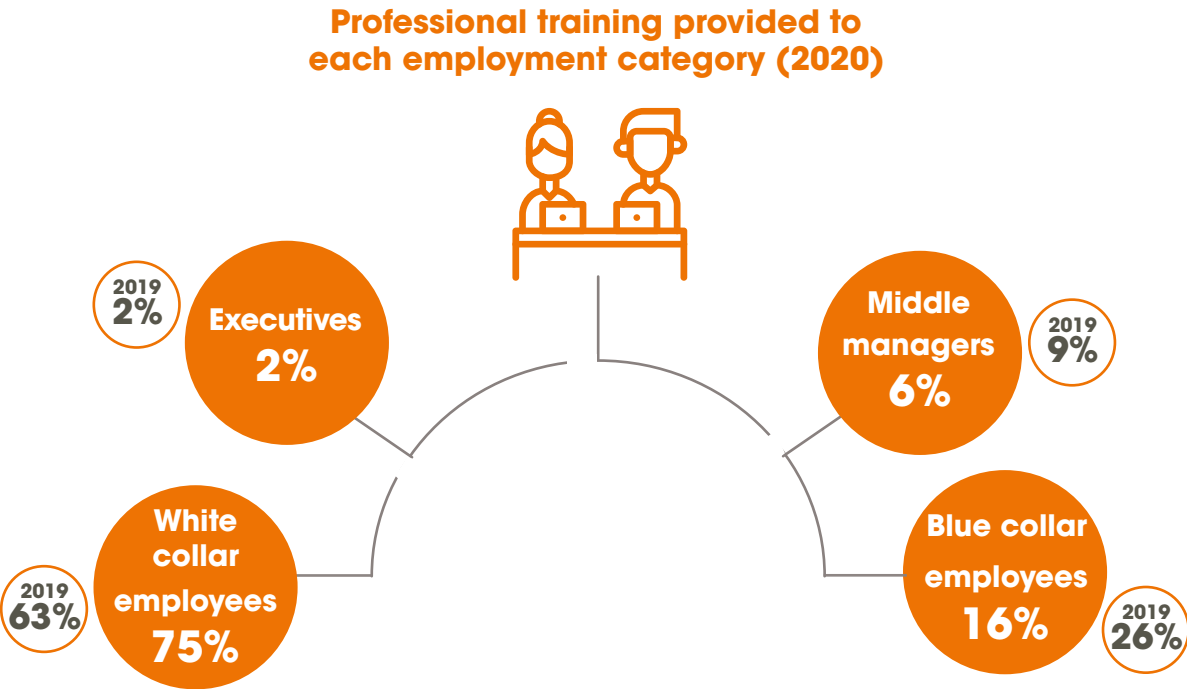 Professional training provided to
each employment category (2020)
2019
2%
Executives
2%
Middle
managers
6%
2019
9%
White
collar
employees
75%
2019
63%
Blue collar
employees
16%
2019
26%